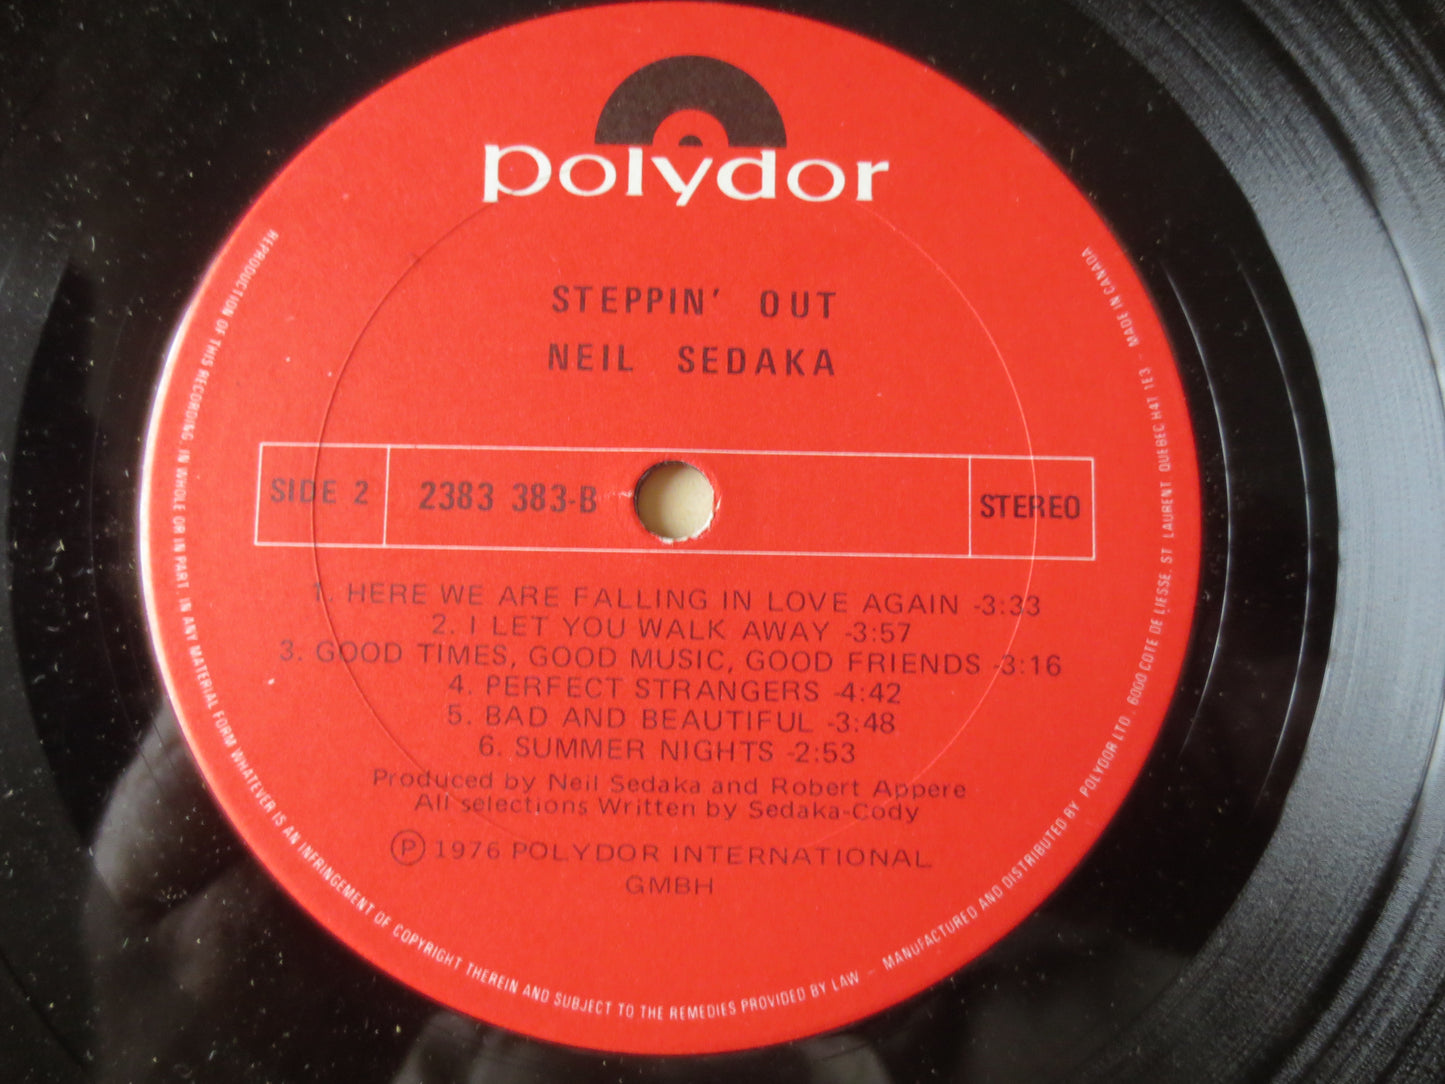 polydor
STEPPIN' OUT
NEIL SEDAKA
SIDE 2
2383 383-B
STEREO
1. HERE WE ARE FALLING IN LOVE AGAIN -3:33
2. I LET YOU WALK AWAY -3:57
3. GOOD TIMES, GOOD MUSIC, GOOD FRIENDS -3:16
4. PERFECT STRANGERS -4:42
5. BAD AND BEAUTIFUL -3:48
6. SUMMER NIGHTS -2:53
Produced by Neil Sedaka and Robert Appere
All selections Written by Sedaka-Cody
Ⓟ 1976 POLYDOR INTERNATIONAL
GMBH
REPRODUCTION OF THIS RECORDING, IN WHOLE OR IN PART, IN ANY MATERIAL FORM WHATEVER IS AN INFRINGEMENT OF COPYRIGHT THEREIN AND SUBJECT TO THE REMEDIES PROVIDED BY LAW – MANUFACTURED AND DISTRIBUTED BY POLYDOR LTD. 6000 COTE DE LIESSE, ST LAURENT QUEBEC H4T 1E3 - MADE IN CANADA